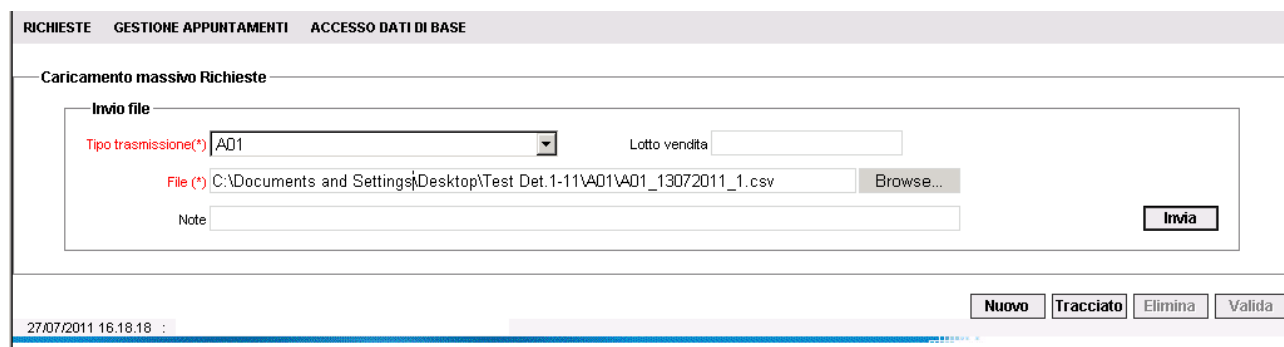 RICHIESTE GESTIONE APPUNTAMENTI ACCESSO DATI DI BASE
Caricamento massivo Richieste
Invio file
Tipo trasmissione(*) A01 Lotto vendita
File (*) C:\Documents and Settings\Desktop\Test Det.1-11\A01\A01_13072011_1.csv Browse...
Note Invia
Nuovo Tracciato Elimina Valida
27/07/2011 16.18.18 :